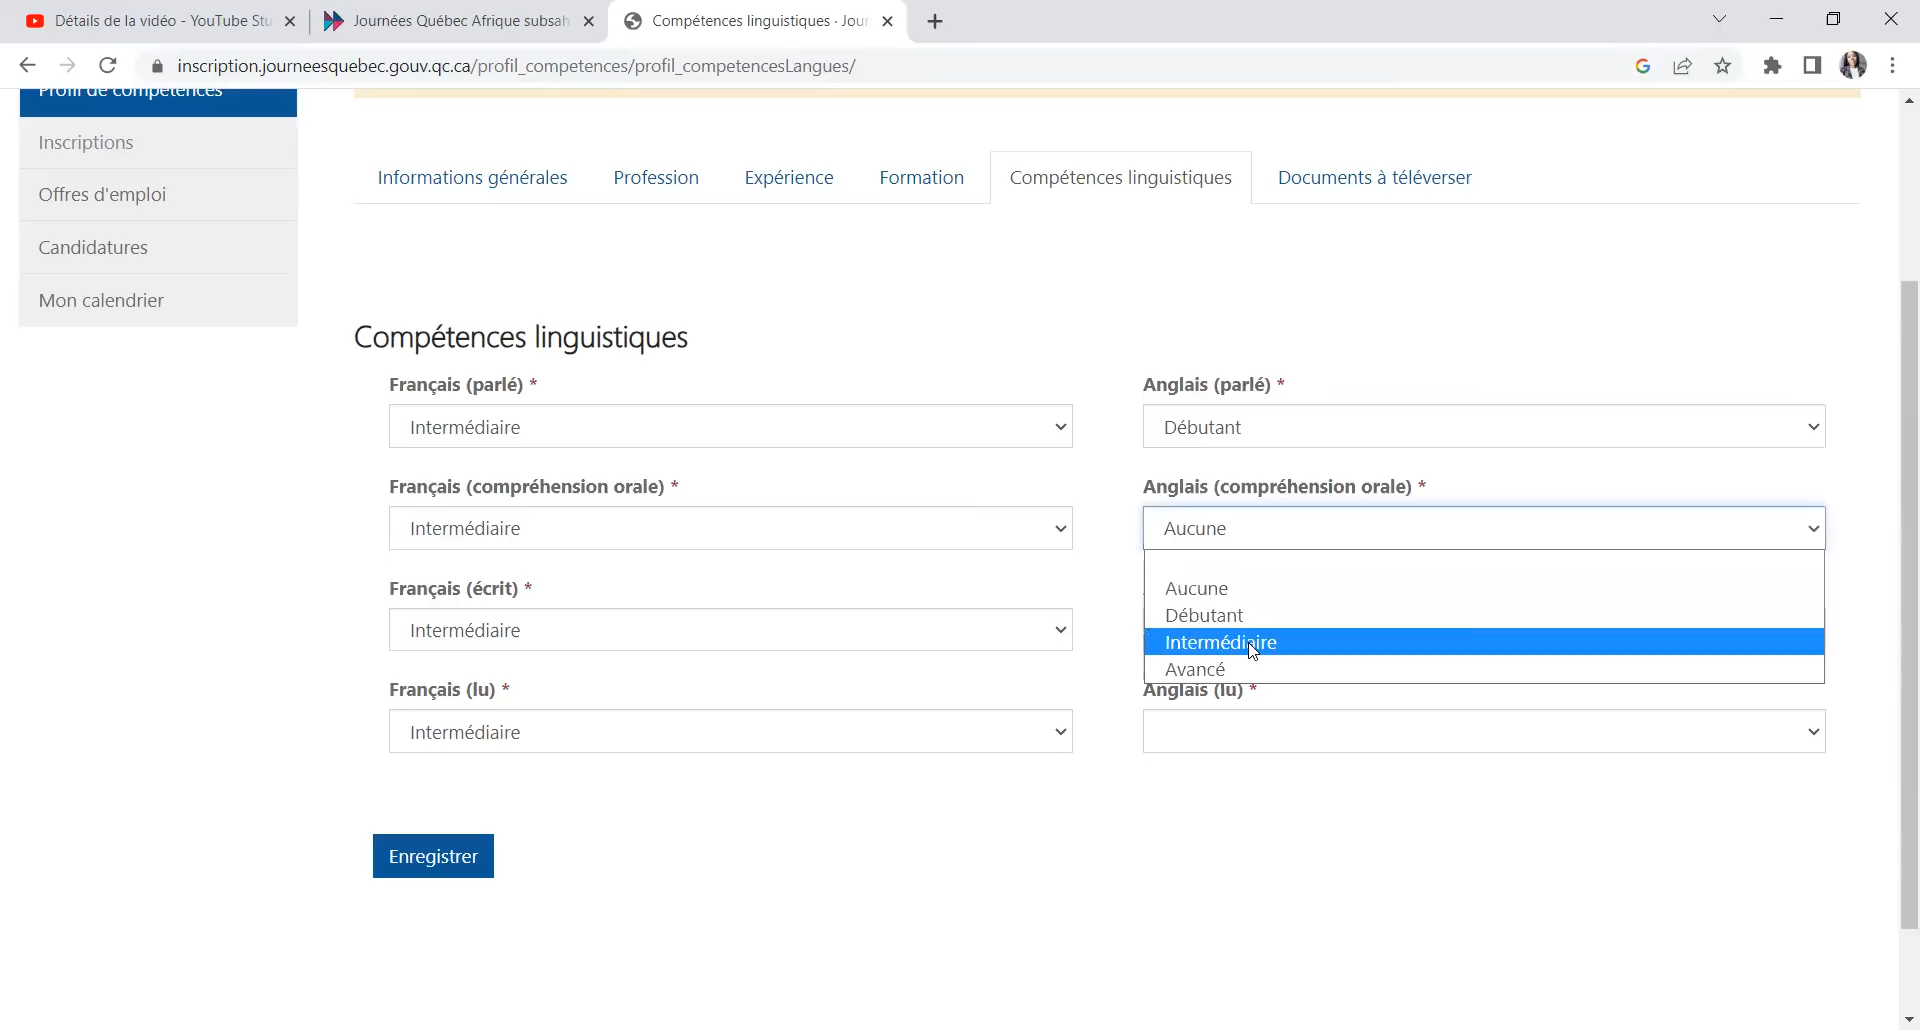 Détails de la vidéo - YouTube Stu
Journées Québec Afrique subsah
Compétences linguistiques · Jour
inscription.journeesquebec.gouv.qc.ca/profil_competences/profil_competencesLangues/
Profil de compétences
Inscriptions
Offres d'emploi
Candidatures
Mon calendrier
Informations générales
Profession
Expérience
Formation
Compétences linguistiques
Documents à téléverser
Compétences linguistiques
Français (parlé) *
Anglais (parlé) *
Intermédiaire
Débutant
Français (compréhension orale) *
Anglais (compréhension orale) *
Intermédiaire
Aucune
Aucune
Débutant
Intermédiaire
Avancé
Français (écrit) *
Intermédiaire
Français (lu) *
Anglais (lu) *
Intermédiaire
Enregistrer